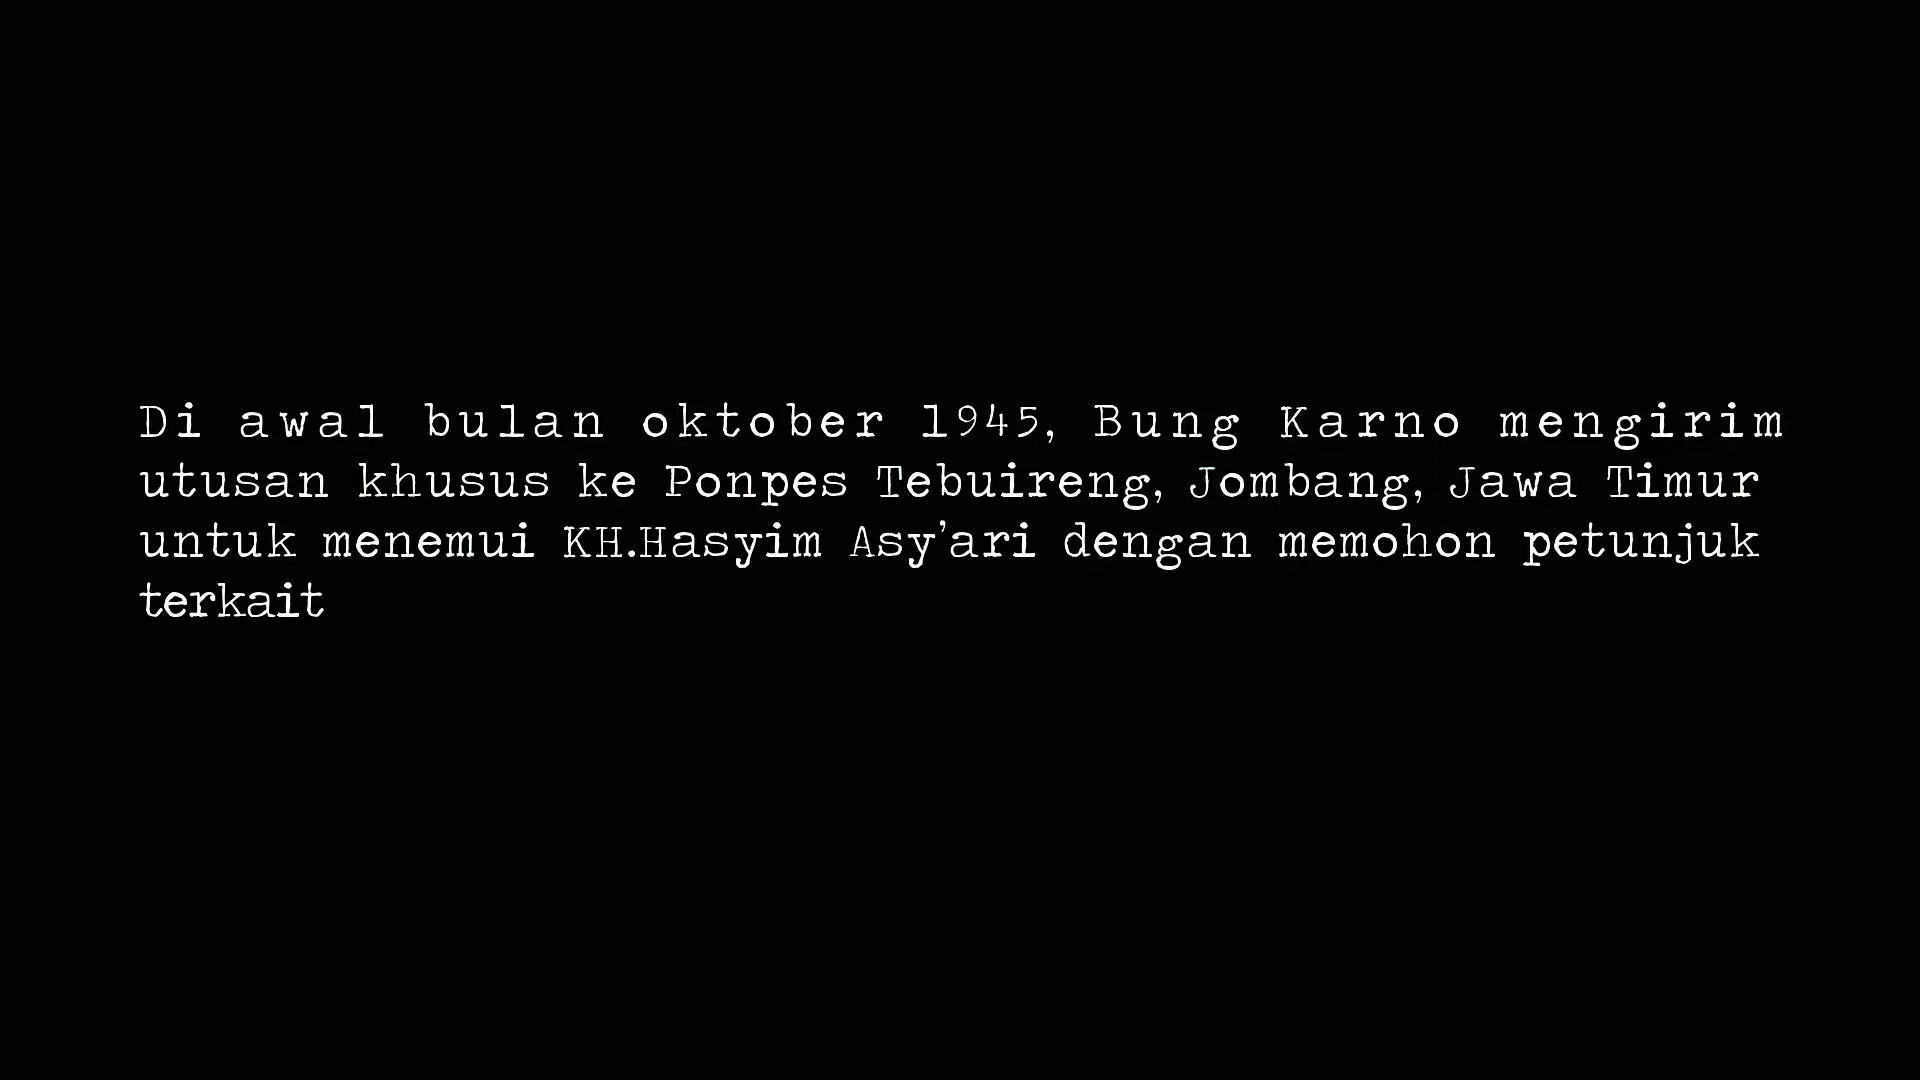 Di awal bulan oktober 1945, Bung Karno mengirim
utusan khusus ke Ponpes Tebuireng, Jombang, Jawa Timur
untuk menemui KH.Hasyim Asy'ari dengan memohon petunjuk
terkait